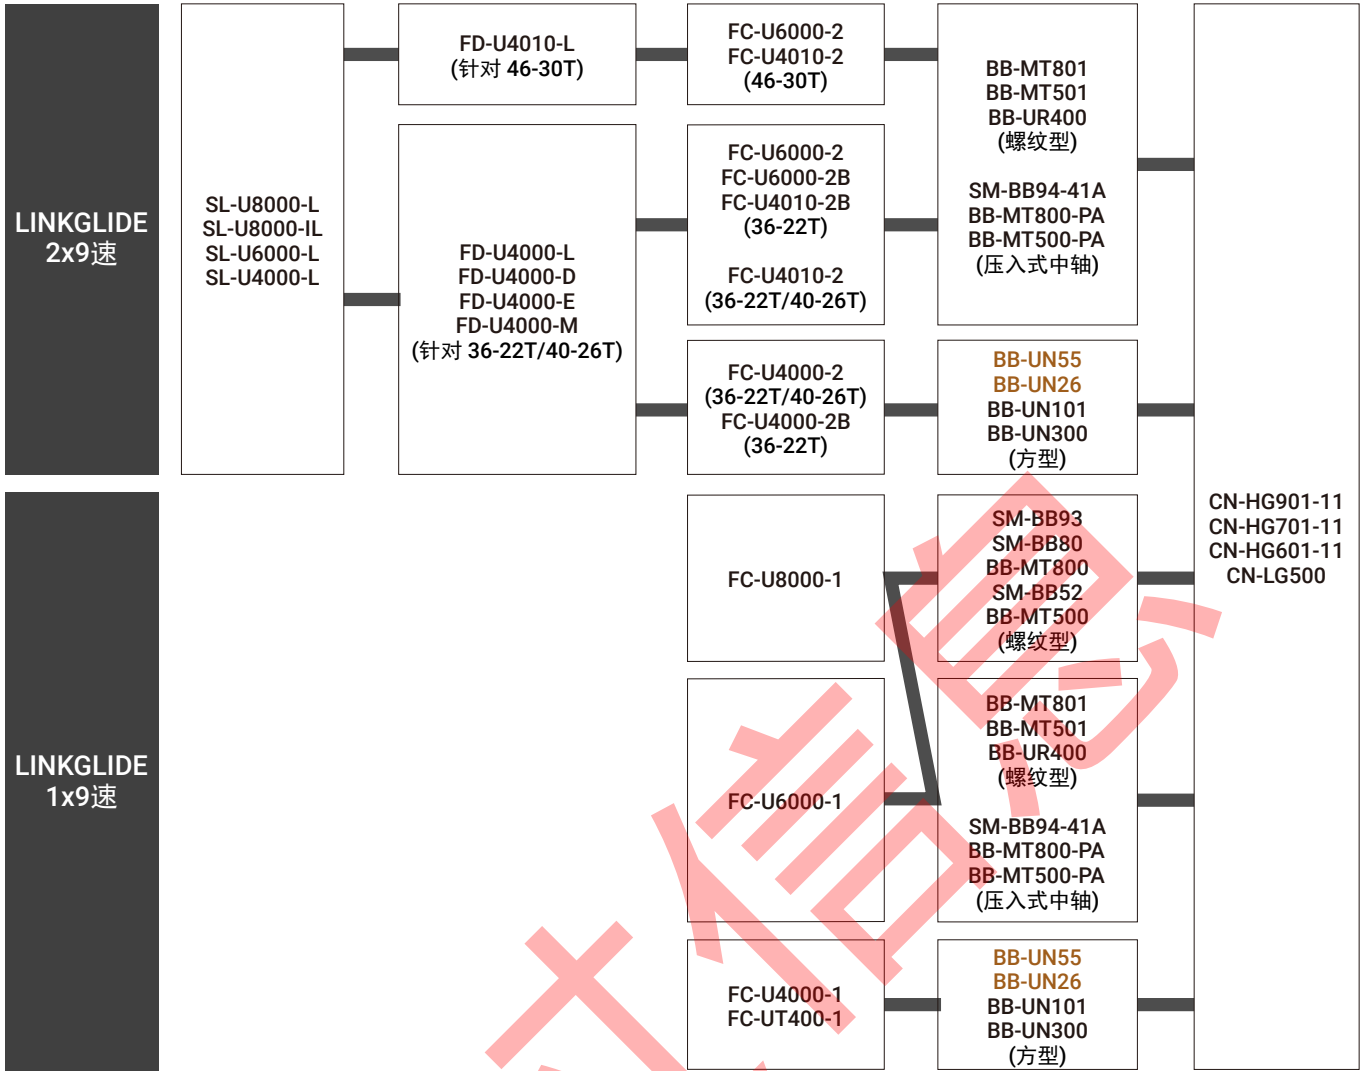 LINKGLIDE
2x9速
SL-U8000-L
SL-U8000-IL
SL-U6000-L
SL-U4000-L
FD-U4010-L
(针对 46-30T)
FD-U4000-L
FD-U4000-D
FD-U4000-E
FD-U4000-M
(针对 36-22T/40-26T)
FC-U6000-2
FC-U4010-2
(46-30T)
FC-U6000-2
FC-U6000-2B
FC-U4010-2B
(36-22T)
FC-U4010-2
(36-22T/40-26T)
FC-U4000-2
(36-22T/40-26T)
FC-U4000-2B
(36-22T)
BB-MT801
BB-MT501
BB-UR400
(螺纹型)
SM-BB94-41A
BB-MT800-PA
BB-MT500-PA
(压入式中轴)
BB-UN55
BB-UN26
BB-UN101
BB-UN300
(方型)
LINKGLIDE
1x9速
FC-U8000-1
FC-U6000-1
FC-U4000-1
FC-UT400-1
SM-BB93
SM-BB80
BB-MT800
SM-BB52
BB-MT500
(螺纹型)
BB-MT801
BB-MT501
BB-UR400
(螺纹型)
SM-BB94-41A
BB-MT800-PA
BB-MT500-PA
(压入式中轴)
BB-UN55
BB-UN26
BB-UN101
BB-UN300
(方型)
CN-HG901-11
CN-HG701-11
CN-HG601-11
CN-LG500
信息